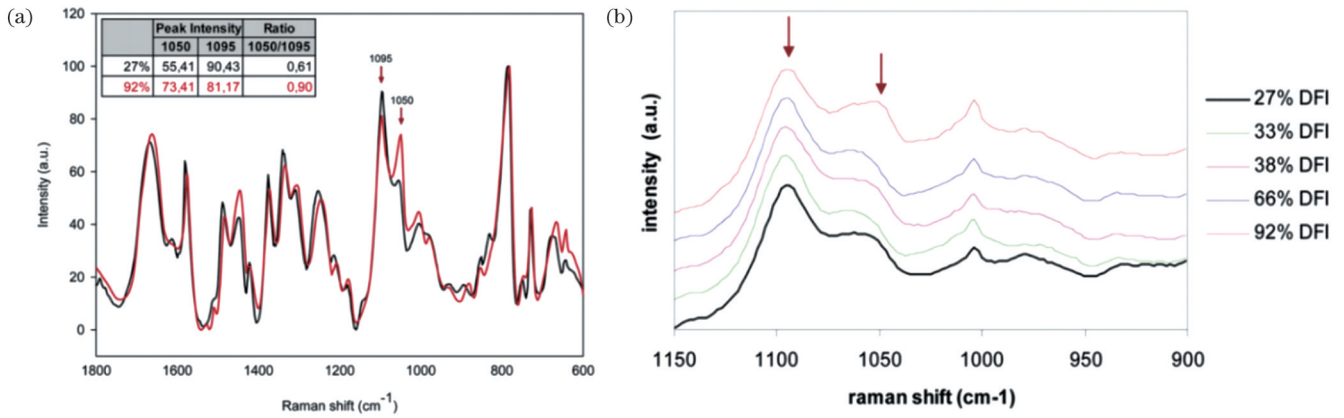 (a)
Peak Intensity Ratio
1050 1095 1050/1095
27% 55,41 90,43 0,61
92% 73,41 81,17 0,90
120
100
80
60
40
20
0
Intensity (a.u.)
1095
1050
1800 1600 1400 1200 1000 800 600
Raman shift (cm-1)
(b)
intensity (a.u.)
27% DFI
33% DFI
38% DFI
66% DFI
92% DFI
1150 1100 1050 1000 950 900
raman shift (cm-1)